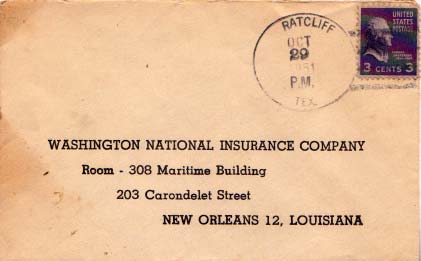 RATCLIFF
OCT
29
P.M.
TEX.
UNITED
STATES
POSTAGE
3 CENTS 3
WASHINGTON NATIONAL INSURANCE COMPANY
Room - 308 Maritime Building
203 Carondelet Street
NEW ORLEANS 12, LOUISIANA